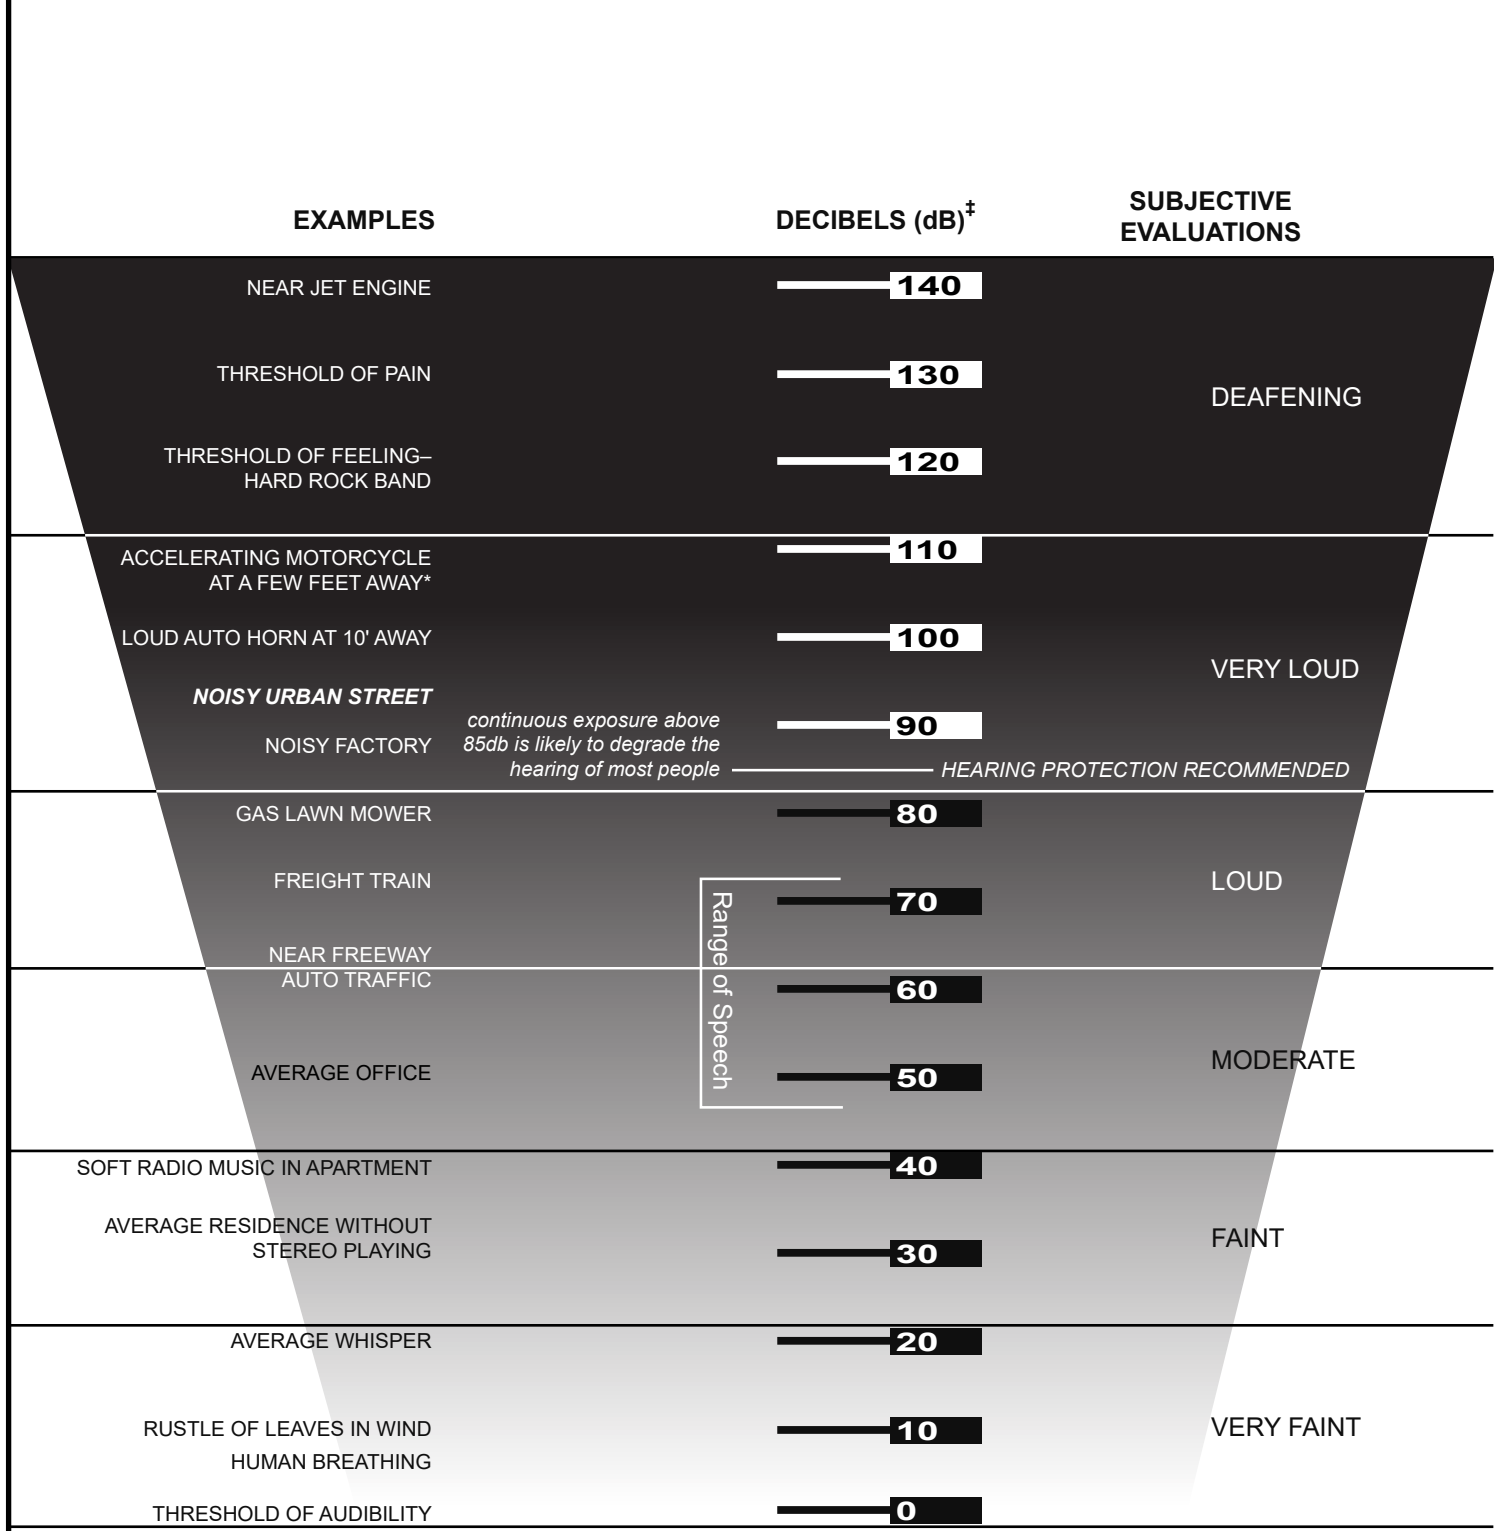 EXAMPLES
DECIBELS (dB)‡
SUBJECTIVE
EVALUATIONS
NEAR JET ENGINE
140
THRESHOLD OF PAIN
130
DEAFENING
THRESHOLD OF FEELING–
HARD ROCK BAND
120
ACCELERATING MOTORCYCLE
AT A FEW FEET AWAY*
110
LOUD AUTO HORN AT 10' AWAY
100
VERY LOUD
NOISY URBAN STREET
NOISY FACTORY
continuous exposure above
85db is likely to degrade the
hearing of most people
90
HEARING PROTECTION RECOMMENDED
GAS LAWN MOWER
80
FREIGHT TRAIN
70
LOUD
Range of Speech
NEAR FREEWAY
AUTO TRAFFIC
60
AVERAGE OFFICE
50
MODERATE
SOFT RADIO MUSIC IN APARTMENT
40
AVERAGE RESIDENCE WITHOUT
STEREO PLAYING
30
FAINT
AVERAGE WHISPER
20
RUSTLE OF LEAVES IN WIND
10
VERY FAINT
HUMAN BREATHING
THRESHOLD OF AUDIBILITY
0